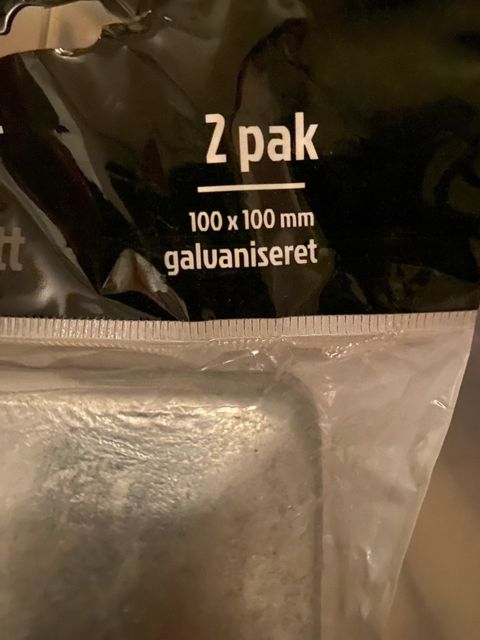 2 pak
100 x 100 mm
galvaniseret